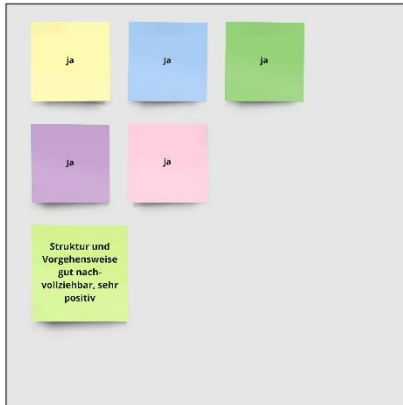 ja
Ja
ja
Ja
ja
Struktur und
Vorgehensweise
gut nach-
vollziehbar, sehr
positiv